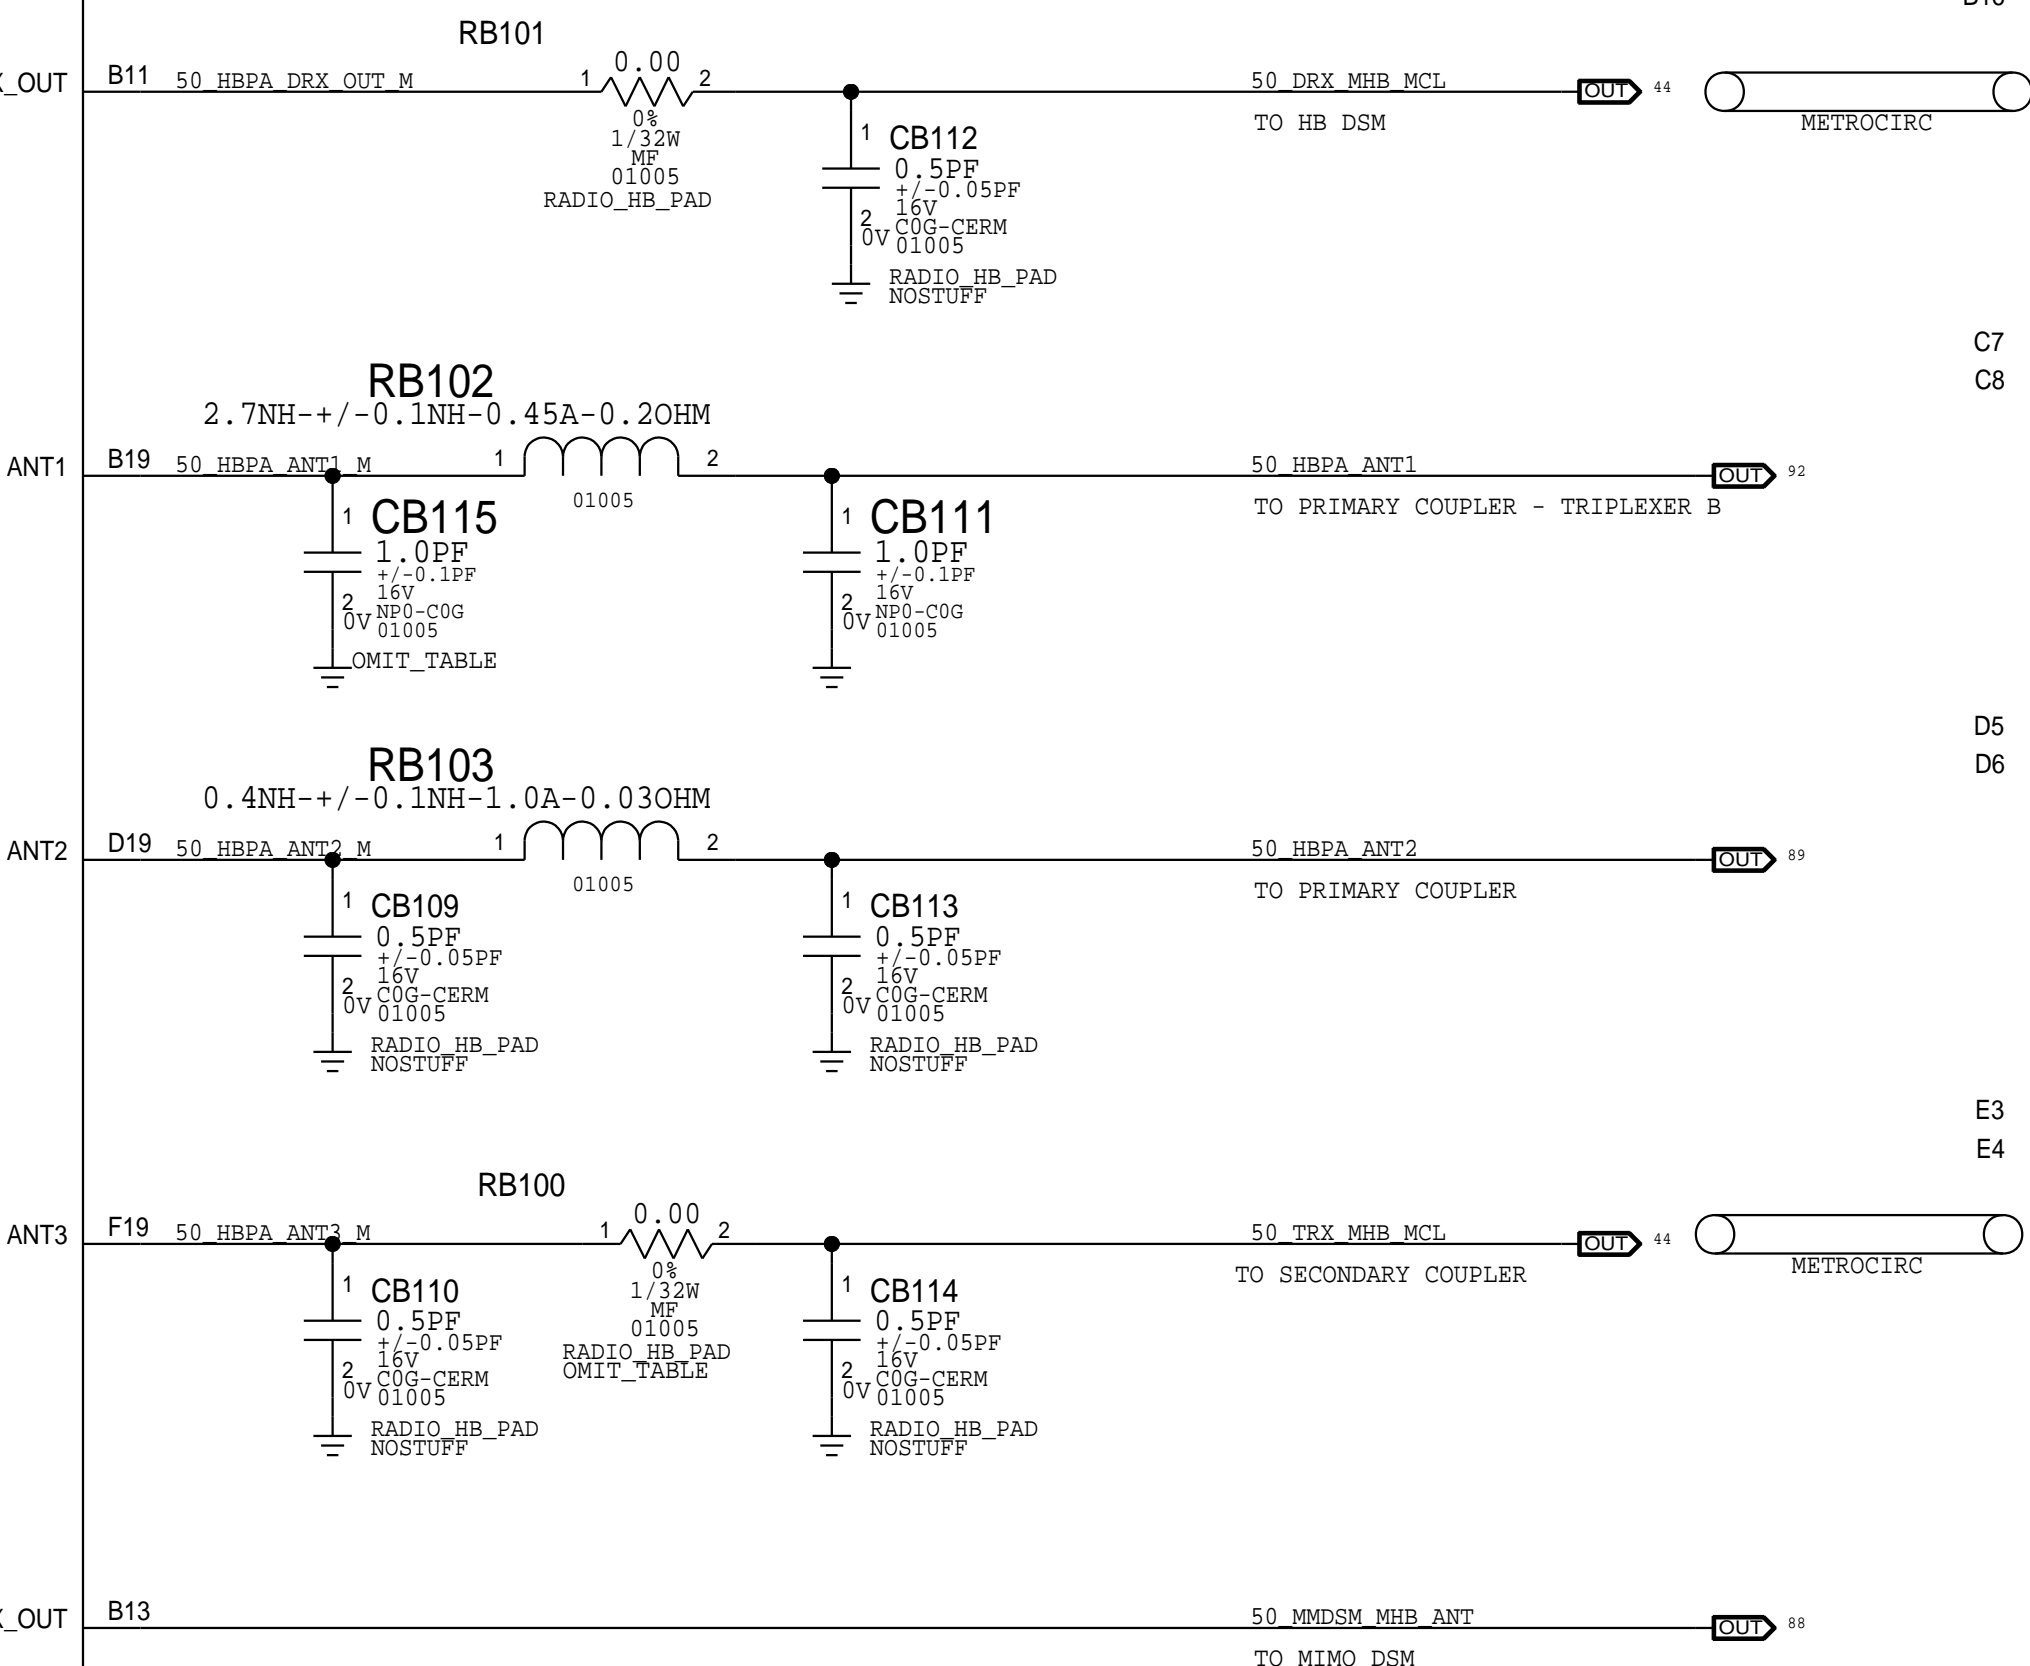 RB101
0.00
X_OUT
B11
50_HBPA_DRX_OUT_M
1
2
50_DRX_MHB_MCL
OUT
44
TO HB DSM
METROCIRC
0%
1/32W
MF
01005
RADIO_HB_PAD
1
CB112
0.5PF
+/-0.05PF
16V
2
0V
C0G-CERM
01005
RADIO_HB_PAD
NOSTUFF
C7
C8
RB102
2.7NH-+/-0.1NH-0.45A-0.2OHM
ANT1
B19
50_HBPA_ANT1_M
1
2
01005
50_HBPA_ANT1
OUT
92
TO PRIMARY COUPLER - TRIPLEXER B
1
CB115
1.0PF
+/-0.1PF
16V
2
0V
NP0-C0G
01005
OMIT_TABLE
1
CB111
1.0PF
+/-0.1PF
16V
2
0V
NP0-C0G
01005
D5
D6
RB103
0.4NH-+/-0.1NH-1.0A-0.03OHM
ANT2
D19
50_HBPA_ANT2_M
1
2
01005
50_HBPA_ANT2
OUT
89
TO PRIMARY COUPLER
1
CB109
0.5PF
+/-0.05PF
16V
2
0V
C0G-CERM
01005
RADIO_HB_PAD
NOSTUFF
1
CB113
0.5PF
+/-0.05PF
16V
2
0V
C0G-CERM
01005
RADIO_HB_PAD
NOSTUFF
E3
E4
RB100
0.00
ANT3
F19
50_HBPA_ANT3_M
1
2
50_TRX_MHB_MCL
OUT
44
TO SECONDARY COUPLER
METROCIRC
0%
1/32W
MF
01005
RADIO_HB_PAD
OMIT_TABLE
1
CB110
0.5PF
+/-0.05PF
16V
2
0V
C0G-CERM
01005
RADIO_HB_PAD
NOSTUFF
1
CB114
0.5PF
+/-0.05PF
16V
2
0V
C0G-CERM
01005
RADIO_HB_PAD
NOSTUFF
X_OUT
B13
50_MMDSM_MHB_ANT
OUT
88
TO MIMO DSM